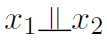 x₁ ⫫ x₂